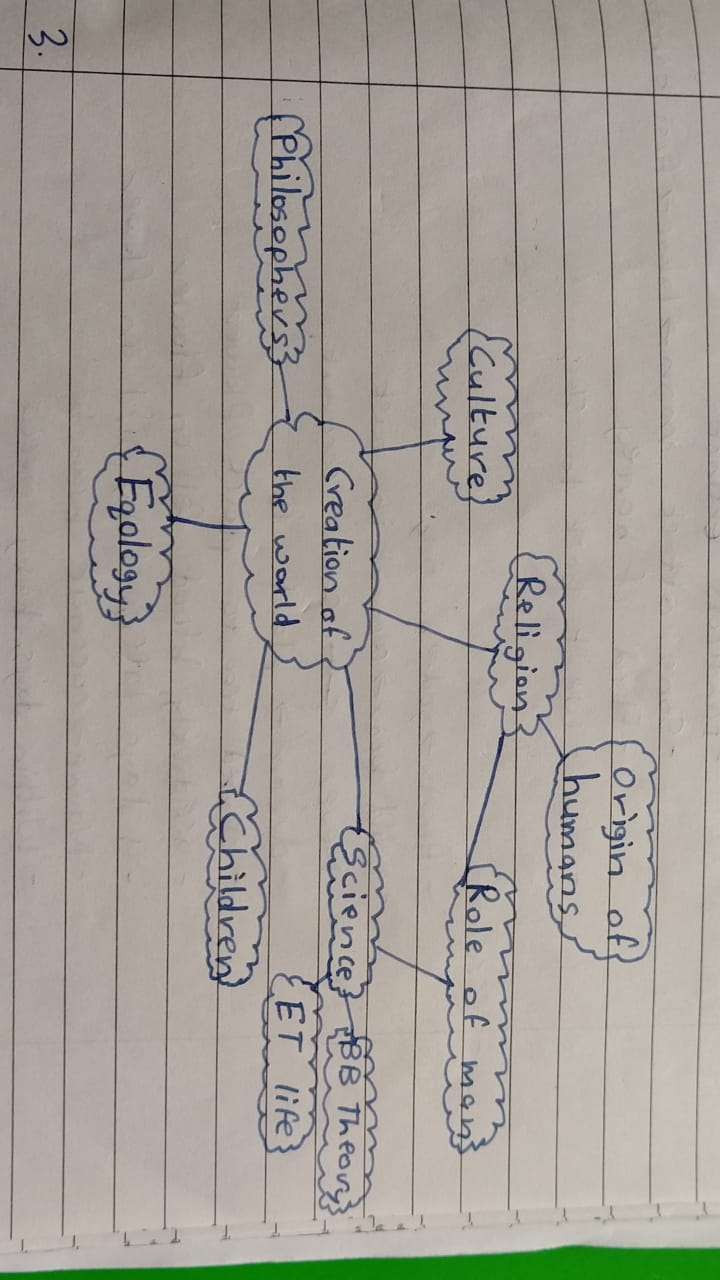 3.
Origin of
humans
Religion
Culture
Role of man
Creation of
the world
Science
BB Theory
ET life
Philosophers
Children
Eqology